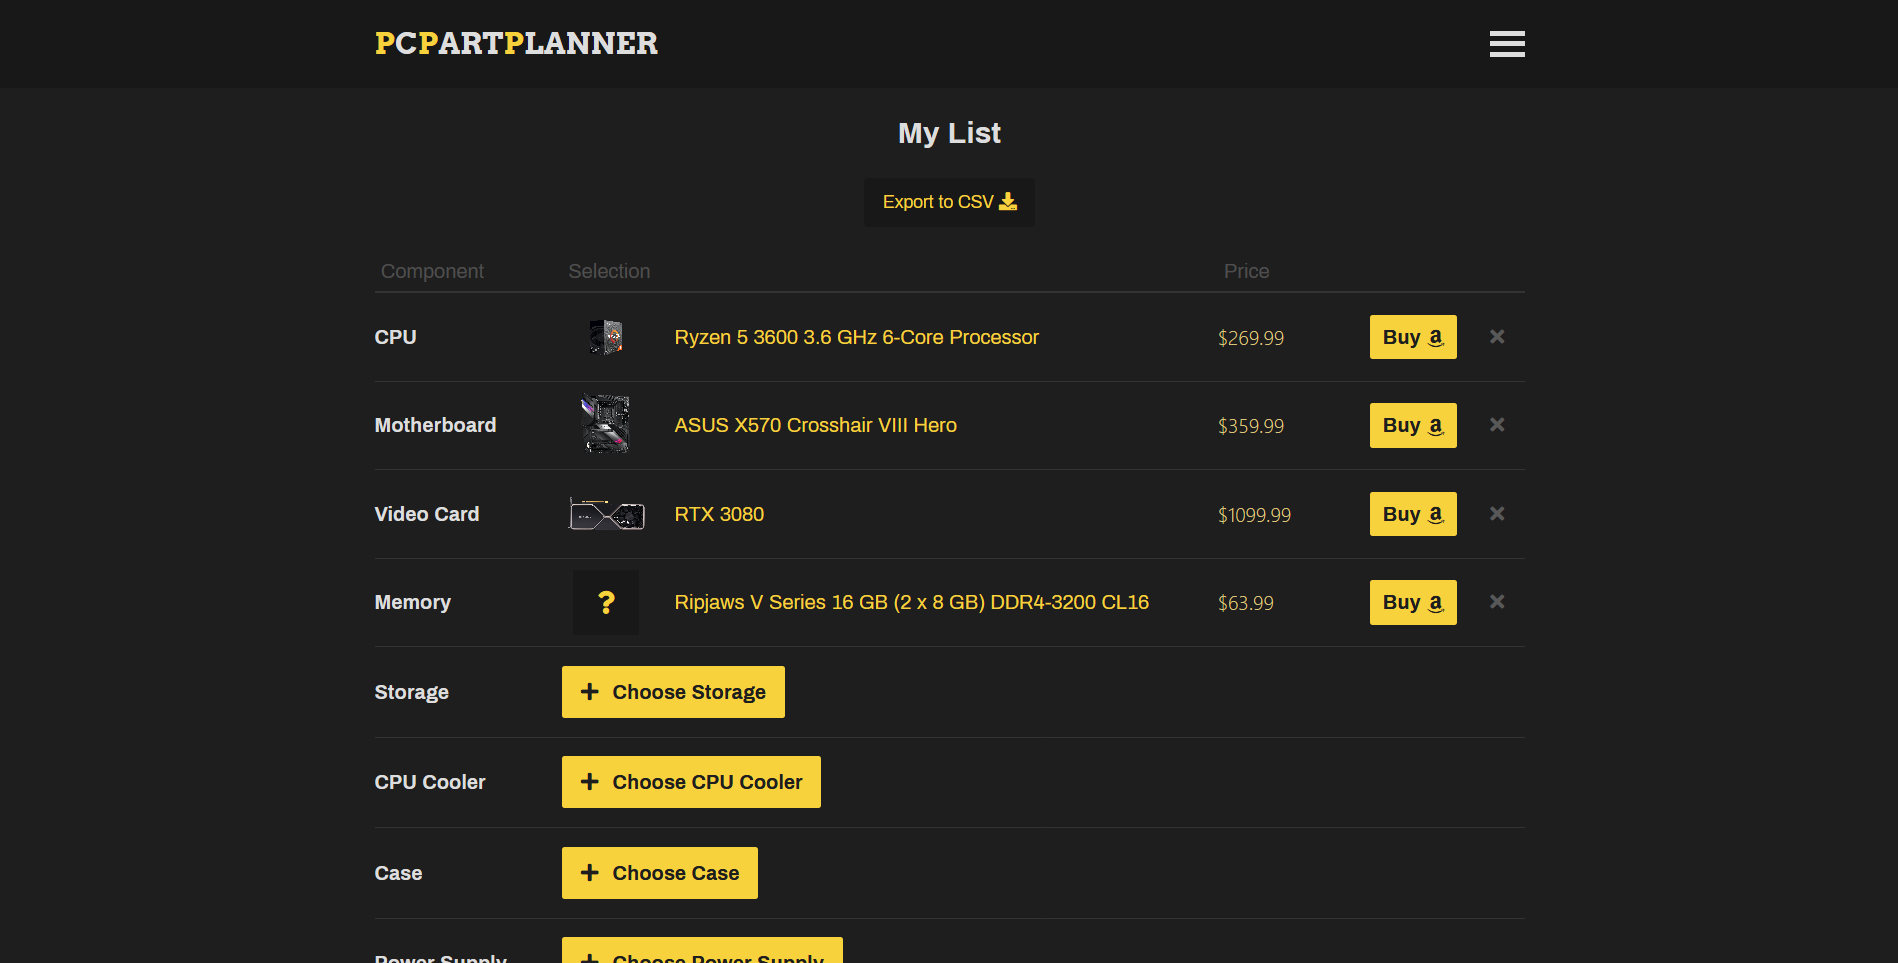 PCPARTPLANNER
My List
Export to CSV
Component Selection Price
CPU Ryzen 5 3600 3.6 GHz 6-Core Processor $269.99 Buy
Motherboard ASUS X570 Crosshair VIII Hero $359.99 Buy
Video Card RTX 3080 $1099.99 Buy
Memory ? Ripjaws V Series 16 GB (2 x 8 GB) DDR4-3200 CL16 $63.99 Buy
Storage + Choose Storage
CPU Cooler + Choose CPU Cooler
Case + Choose Case
Power Supply + Choose Power Supply